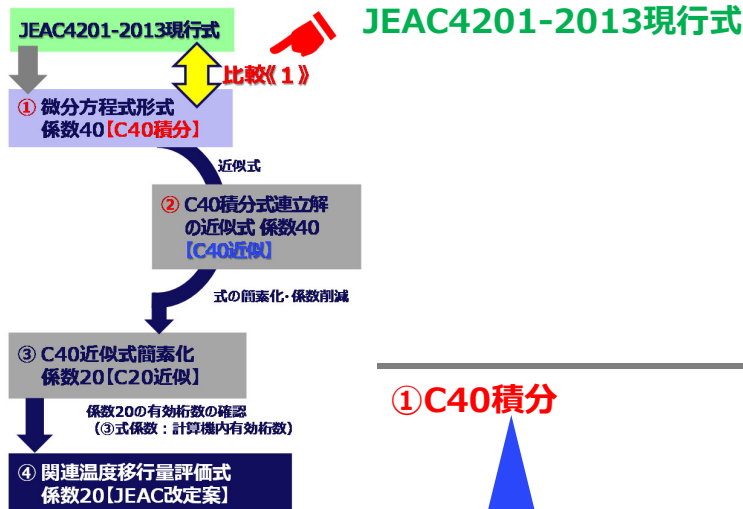 JEAC4201-2013現行式
JEAC4201-2013現行式
比較《１》
① 微分方程式形式
係数40【C40積分】
近似式
② C40積分式連立解
の近似式 係数40
【C40近似】
式の簡素化・係数削減
③ C40近似式簡素化
係数20【C20近似】
①C40積分
係数20の有効桁数の確認
（③式係数：計算機内有効桁数）
④ 関連温度移行量評価式
係数20【JEAC改定案】